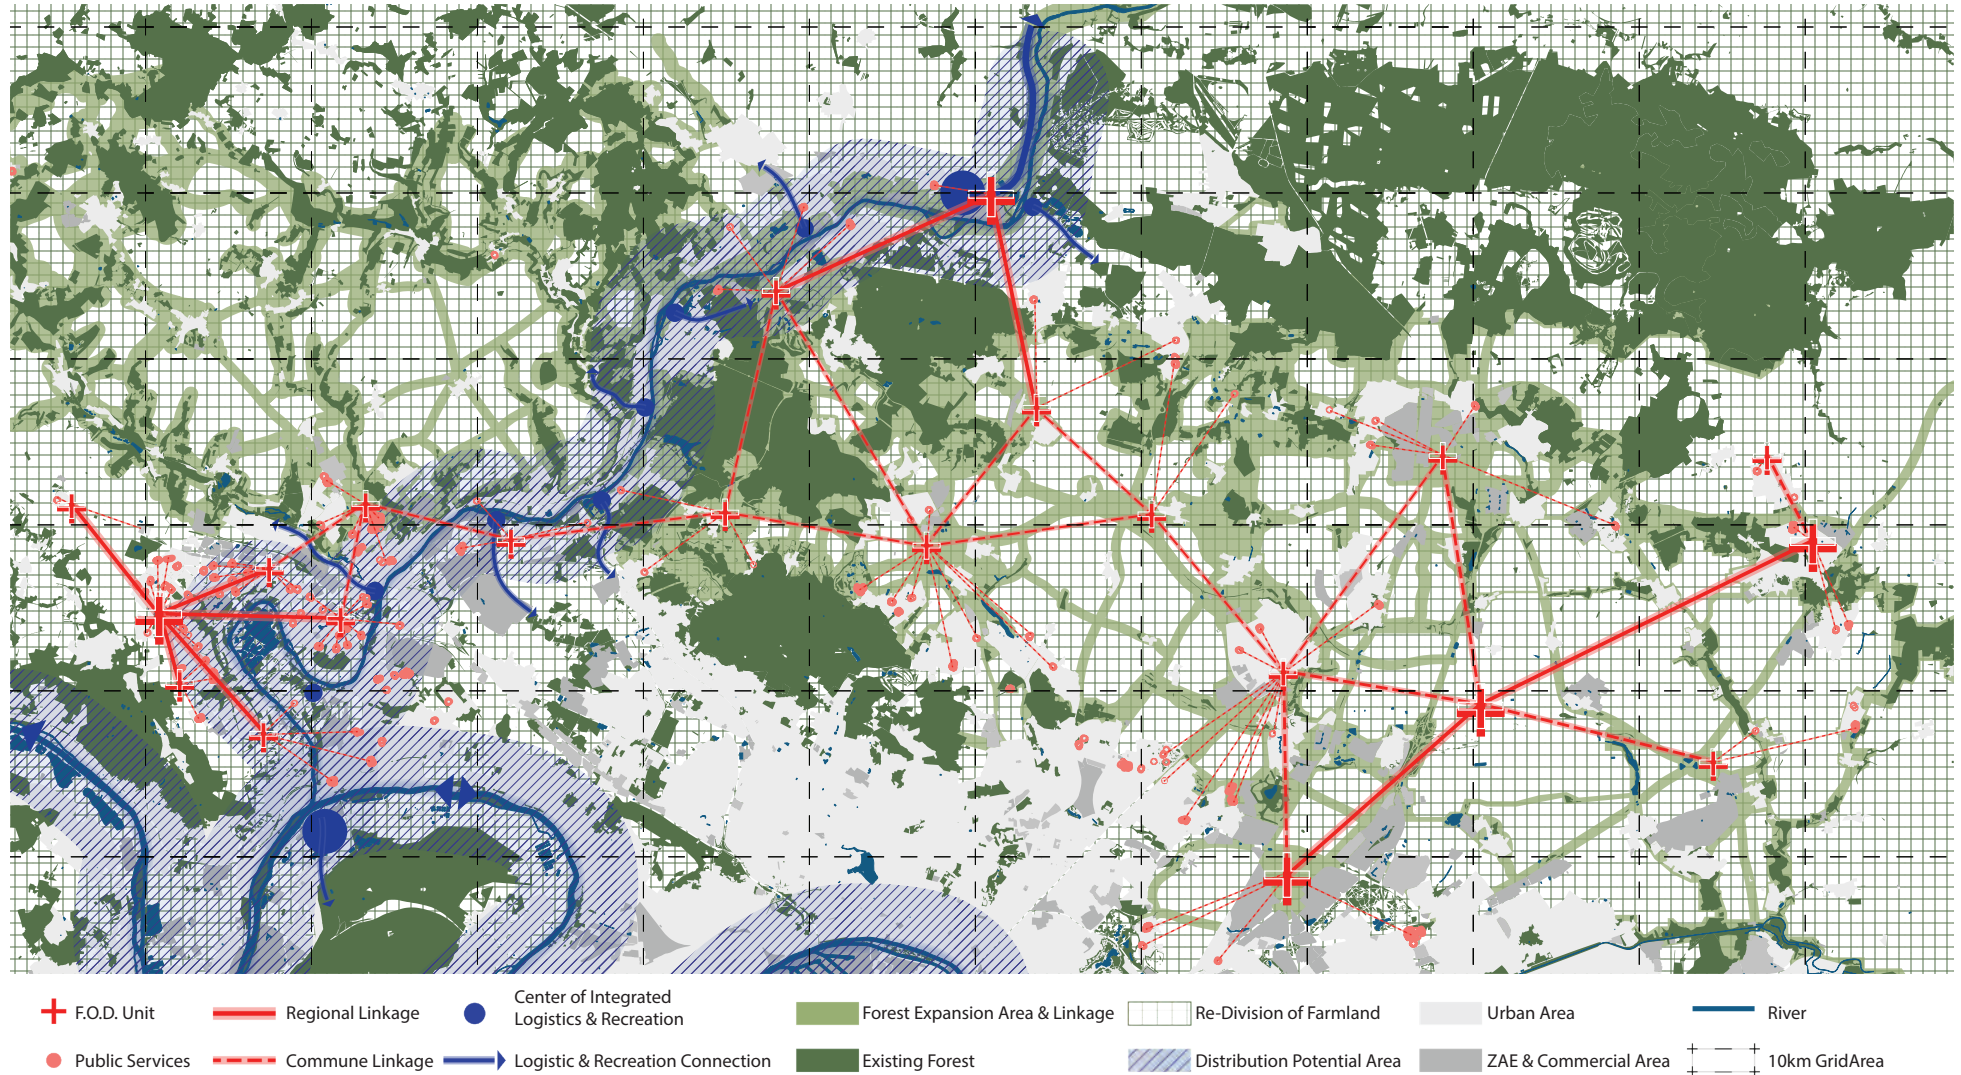 F.O.D. Unit
Regional Linkage
Center of Integrated
Logistics & Recreation
Forest Expansion Area & Linkage
Re-Division of Farmland
Urban Area
River
Public Services
Commune Linkage
Logistic & Recreation Connection
Existing Forest
Distribution Potential Area
ZAE & Commercial Area
10km GridArea